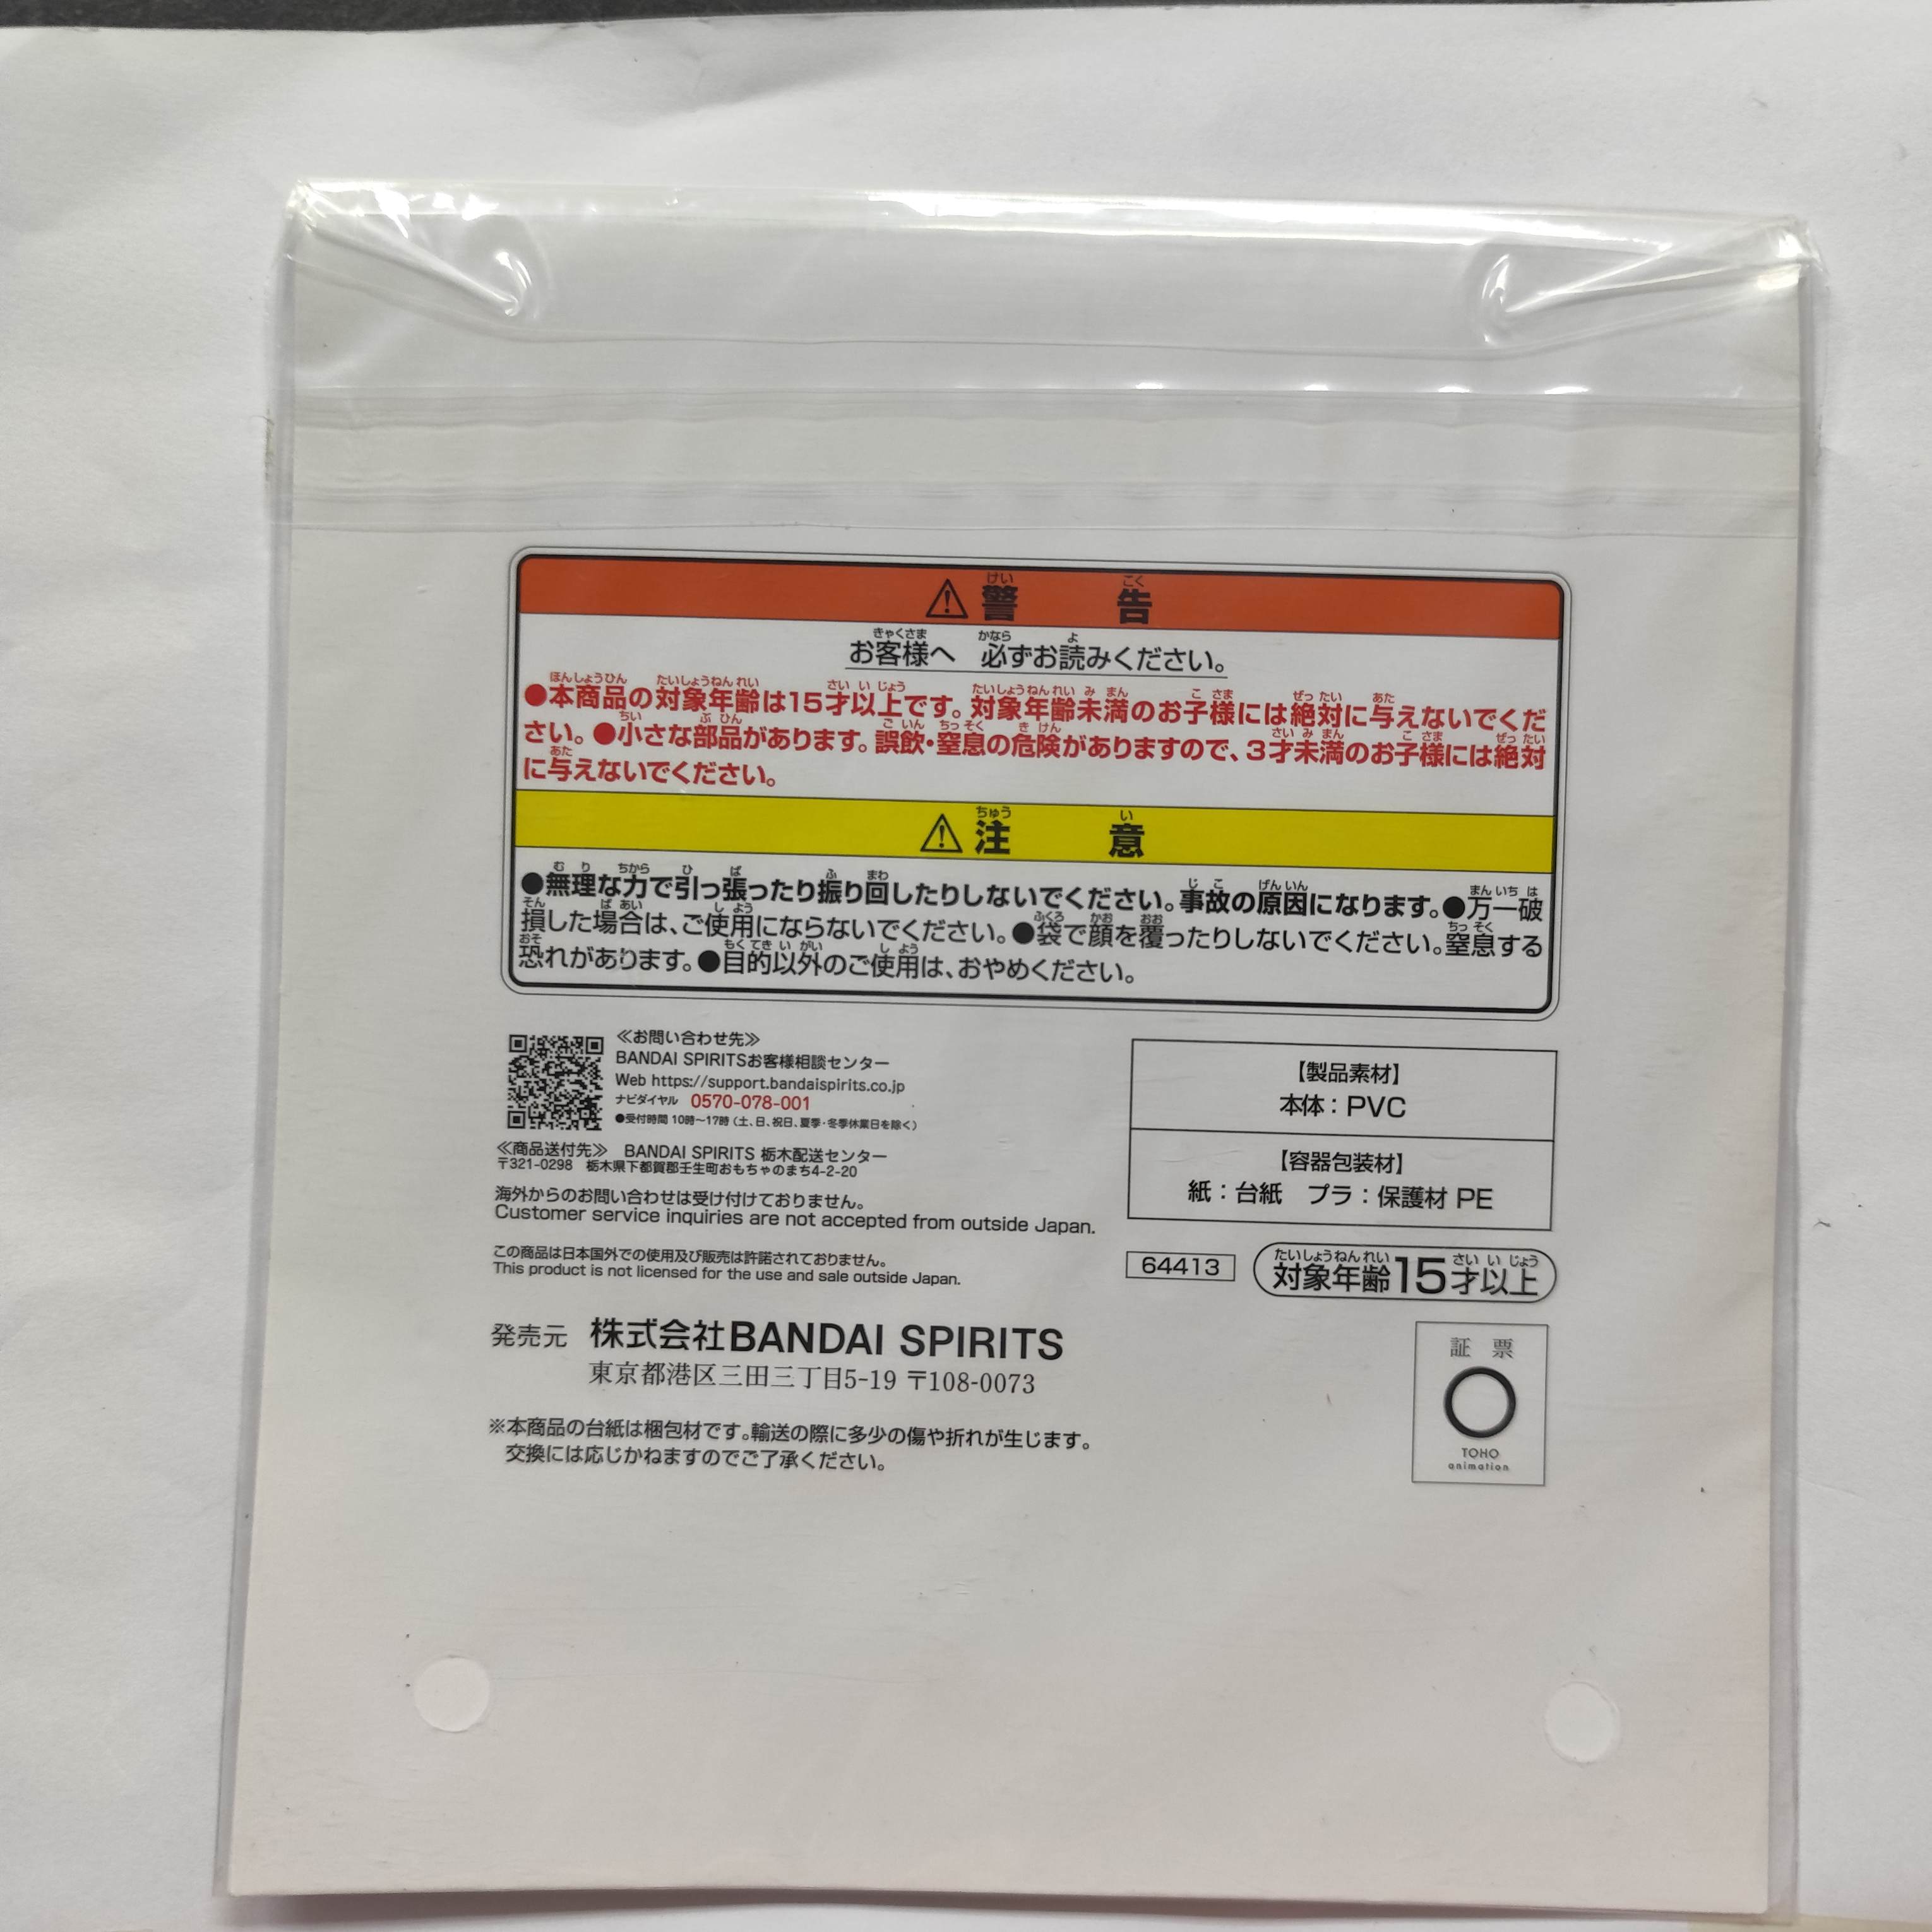 ⚠警告
お客様へ 必ずお読みください。
●本商品の対象年齢は15才以上です。対象年齢未満のお子様には絶対に与えないでくだ
さい。●小さな部品があります。誤飲・窒息の危険がありますので、3才未満のお子様には絶対
に与えないでください。
⚠注意
●無理な力で引っ張ったり振り回したりしないでください。事故の原因になります。●万一破
損した場合は、ご使用にならないでください。●袋で顔を覆ったりしないでください。窒息する
恐れがあります。●目的以外のご使用は、おやめください。
≪お問い合わせ先≫
BANDAI SPIRITSお客様相談センター
Web https://support.bandaispirits.co.jp
ナビダイヤル 0570-078-001
●受付時間 10時～17時(土、日、祝日、夏季・冬季休業日を除く)
≪商品送付先≫ BANDAI SPIRITS 栃木配送センター
〒321-0298 栃木県下都賀郡壬生町おもちゃのまち4-2-20
海外からのお問い合わせは受け付けておりません。
Customer service inquiries are not accepted from outside Japan.
この商品は日本国外での使用及び販売は許諾されておりません。
This product is not licensed for the use and sale outside Japan.
【製品素材】
本体：PVC
【容器包装材】
紙：台紙 プラ：保護材 PE
64413
対象年齢15才以上
発売元 株式会社BANDAI SPIRITS
東京都港区三田三丁目5-19 〒108-0073
※本商品の台紙は梱包材です。輸送の際に多少の傷や折れが生じます。
交換には応じかねますのでご了承ください。
証票
TOHO
animation